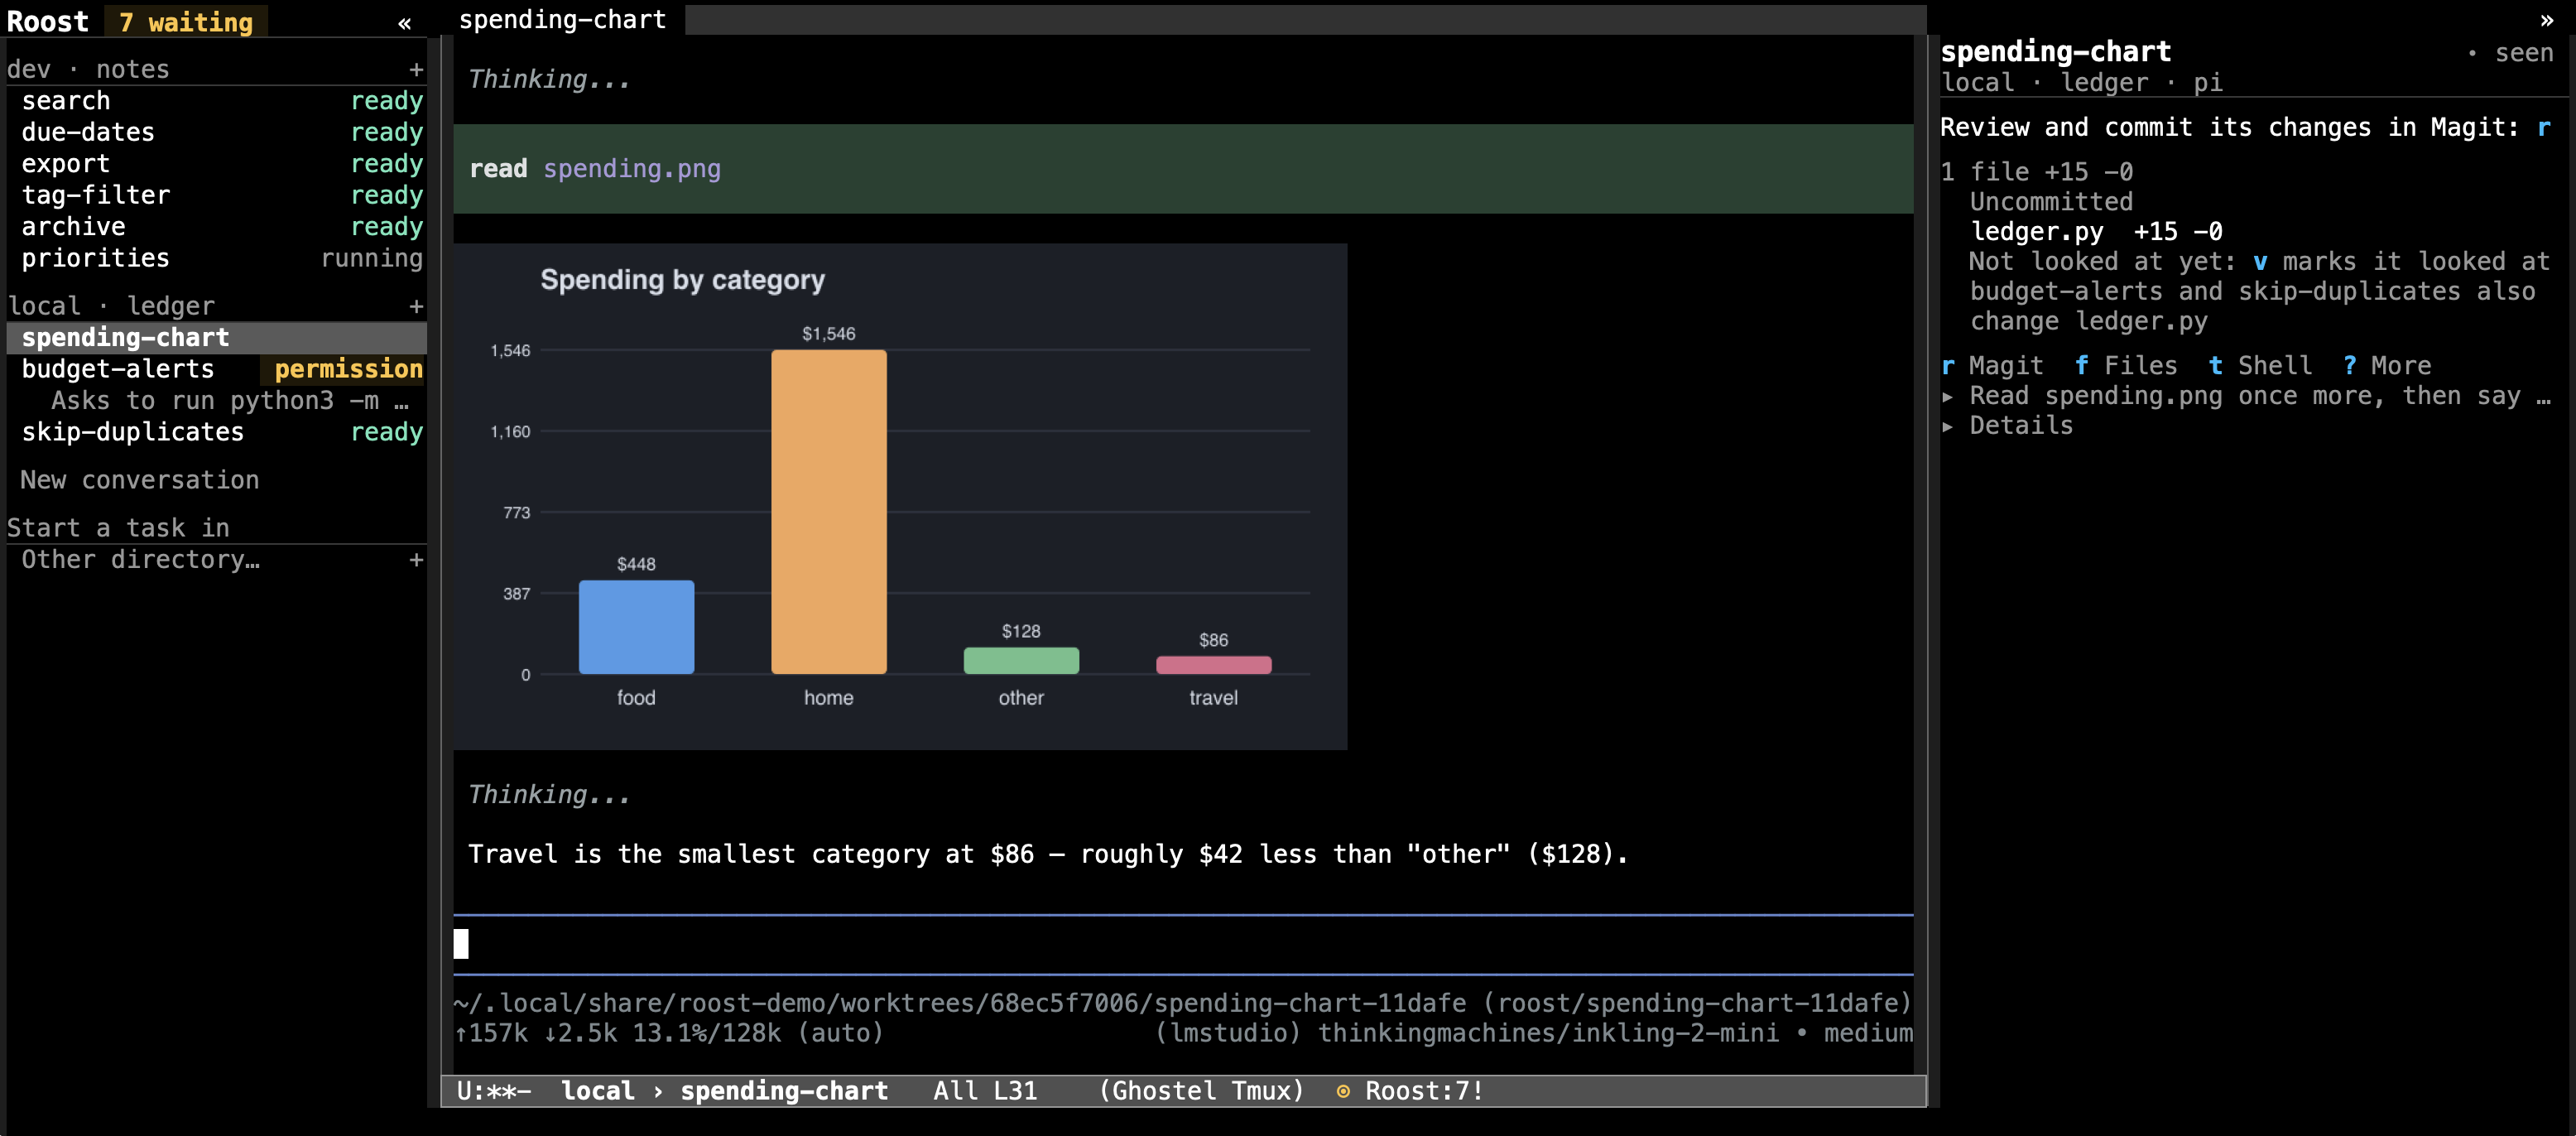 Roost 7 waiting «
dev · notes +
search ready
due-dates ready
export ready
tag-filter ready
archive ready
priorities running
local · ledger +
spending-chart
budget-alerts permission
Asks to run python3 -m …
skip-duplicates ready
New conversation
Start a task in
Other directory… +
spending-chart
Thinking...
read spending.png
Spending by category
$1,546
1,546
1,160
773
$448
387
$128
$86
0
food home other travel
Thinking...
Travel is the smallest category at $86 — roughly $42 less than "other" ($128).
~/.local/share/roost-demo/worktrees/68ec5f7006/spending-chart-11dafe (roost/spending-chart-11dafe)
↑157k ↓2.5k 13.1%/128k (auto) (lmstudio) thinkingmachines/inkling-2-mini • medium
U:**- local › spending-chart All L31 (Ghostel Tmux) ⊙ Roost:7!
»
spending-chart · seen
local · ledger · pi
Review and commit its changes in Magit: r
1 file +15 -0
Uncommitted
ledger.py +15 -0
Not looked at yet: v marks it looked at
budget-alerts and skip-duplicates also
change ledger.py
r Magit f Files t Shell ? More
▸ Read spending.png once more, then say …
▸ Details